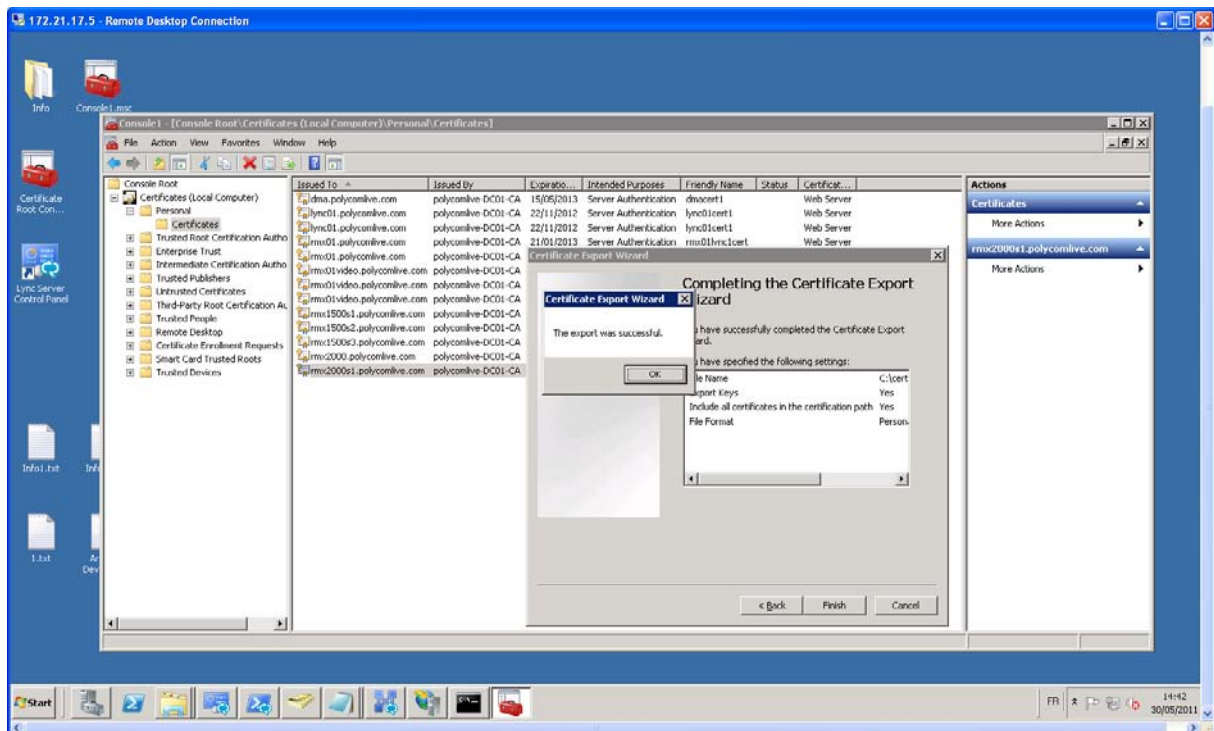 172.21.17.5 - Remote Desktop Connection
Info
Console1.msc
Certificate
Root Con...
Lync Server
Control Panel
Info1.txt
1.txt
Console1 - [Console Root\Certificates (Local Computer)\Personal\Certificates]
File Action View Favorites Window Help
Console Root
Certificates (Local Computer)
Personal
Certificates
Trusted Root Certification Autho
Enterprise Trust
Intermediate Certification Autho
Trusted Publishers
Untrusted Certificates
Third-Party Root Certification Au
Trusted People
Remote Desktop
Certificate Enrollment Requests
Smart Card Trusted Roots
Trusted Devices
Issued To Issued By Expiratio... Intended Purposes Friendly Name Status Certificat...
dma.polycomlive.com polycomlive-DC01-CA 15/05/2013 Server Authentication dmacert1 Web Server
lync01.polycomlive.com polycomlive-DC01-CA 22/11/2012 Server Authentication lync01cert1 Web Server
lync01.polycomlive.com polycomlive-DC01-CA 22/11/2012 Server Authentication lync01cert1 Web Server
rmx01.polycomlive.com polycomlive-DC01-CA 21/01/2013 Server Authentication rmx01lync1cert Web Server
rmx01.polycomlive.com polycomlive-DC01-CA
rmx01video.polycomlive.com polycomlive-DC01-CA
rmx01video.polycomlive.com polycomlive-DC01-CA
rmx01video.polycomlive.com polycomlive-DC01-CA
rmx1500s1.polycomlive.com polycomlive-DC01-CA
rmx1500s2.polycomlive.com polycomlive-DC01-CA
rmx1500s3.polycomlive.com polycomlive-DC01-CA
rmx2000.polycomlive.com polycomlive-DC01-CA
rmx2000s1.polycomlive.com polycomlive-DC01-CA
Certificate Export Wizard
Completing the Certificate Export
izard
u have successfully completed the Certificate Export
ard.
u have specified the following settings:
le Name C:\cert
xport Keys Yes
Include all certificates in the certification path Yes
File Format Person
< Back Finish Cancel
Certificate Export Wizard
The export was successful.
OK
Actions
Certificates
More Actions
rmx2000s1.polycomlive.com
More Actions
Start
FR
14:42
30/05/2011